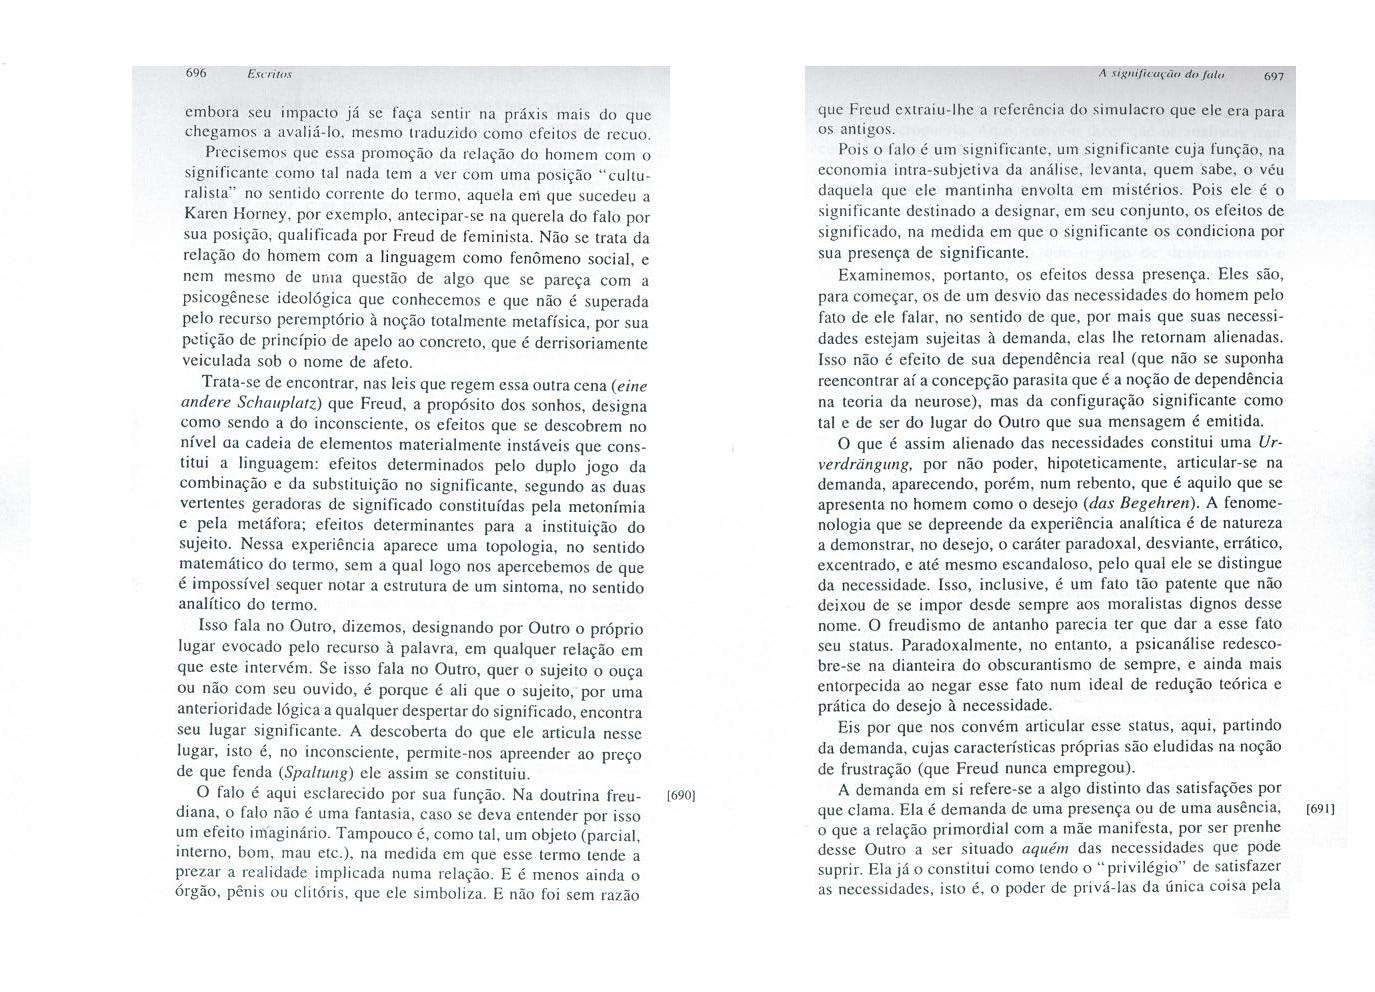 696 Escritos
embora seu impacto já se faça sentir na práxis mais do que
chegamos a avaliá-lo, mesmo traduzido como efeitos de recuo.
Precisemos que essa promoção da relação do homem com o
significante como tal nada tem a ver com uma posição "cultu-
ralista" no sentido corrente do termo, aquela em que sucedeu a
Karen Horney, por exemplo, antecipar-se na querela do falo por
sua posição, qualificada por Freud de feminista. Não se trata da
relação do homem com a linguagem como fenômeno social, e
nem mesmo de uma questão de algo que se pareça com a
psicogênese ideológica que conhecemos e que não é superada
pelo recurso peremptório à noção totalmente metafísica, por sua
petição de princípio de apelo ao concreto, que é derrisoriamente
veiculada sob o nome de afeto.
Trata-se de encontrar, nas leis que regem essa outra cena (eine
andere Schauplatz) que Freud, a propósito dos sonhos, designa
como sendo a do inconsciente, os efeitos que se descobrem no
nível da cadeia de elementos materialmente instáveis que cons-
titui a linguagem: efeitos determinados pelo duplo jogo da
combinação e da substituição no significante, segundo as duas
vertentes geradoras de significado constituídas pela metonímia
e pela metáfora; efeitos determinantes para a instituição do
sujeito. Nessa experiência aparece uma topologia, no sentido
matemático do termo, sem a qual logo nos apercebemos de que
é impossível sequer notar a estrutura de um sintoma, no sentido
analítico do termo.
Isso fala no Outro, dizemos, designando por Outro o próprio
lugar evocado pelo recurso à palavra, em qualquer relação em
que este intervém. Se isso fala no Outro, quer o sujeito o ouça
ou não com seu ouvido, é porque é ali que o sujeito, por uma
anterioridade lógica a qualquer despertar do significado, encontra
seu lugar significante. A descoberta do que ele articula nesse
lugar, isto é, no inconsciente, permite-nos apreender ao preço
de que fenda (Spaltung) ele assim se constituiu.
O falo é aqui esclarecido por sua função. Na doutrina freu-
[690]
diana, o falo não é uma fantasia, caso se deva entender por isso
um efeito imaginário. Tampouco é, como tal, um objeto (parcial,
interno, bom, mau etc.), na medida em que esse termo tende a
prezar a realidade implicada numa relação. E é menos ainda o
órgão, pênis ou clitóris, que ele simboliza. E não foi sem razão
A significação do falo 697
que Freud extraiu-lhe a referência do simulacro que ele era para
os antigos.
Pois o falo é um significante, um significante cuja função, na
economia intra-subjetiva da análise, levanta, quem sabe, o véu
daquela que ele mantinha envolta em mistérios. Pois ele é o
significante destinado a designar, em seu conjunto, os efeitos de
significado, na medida em que o significante os condiciona por
sua presença de significante.
Examinemos, portanto, os efeitos dessa presença. Eles são,
para começar, os de um desvio das necessidades do homem pelo
fato de ele falar, no sentido de que, por mais que suas necessi-
dades estejam sujeitas à demanda, elas lhe retornam alienadas.
Isso não é efeito de sua dependência real (que não se suponha
reencontrar aí a concepção parasita que é a noção de dependência
na teoria da neurose), mas da configuração significante como
tal e de ser do lugar do Outro que sua mensagem é emitida.
O que é assim alienado das necessidades constitui uma Ur-
verdrängung, por não poder, hipoteticamente, articular-se na
demanda, aparecendo, porém, num rebento, que é aquilo que se
apresenta no homem como o desejo (das Begehren). A fenome-
nologia que se depreende da experiência analítica é de natureza
a demonstrar, no desejo, o caráter paradoxal, desviante, errático,
excentrado, e até mesmo escandaloso, pelo qual ele se distingue
da necessidade. Isso, inclusive, é um fato tão patente que não
deixou de se impor desde sempre aos moralistas dignos desse
nome. O freudismo de antanho parecia ter que dar a esse fato
seu status. Paradoxalmente, no entanto, a psicanálise redesco-
bre-se na dianteira do obscurantismo de sempre, e ainda mais
entorpecida ao negar esse fato num ideal de redução teórica e
prática do desejo à necessidade.
Eis por que nos convém articular esse status, aqui, partindo
da demanda, cujas características próprias são eludidas na noção
de frustração (que Freud nunca empregou).
A demanda em si refere-se a algo distinto das satisfações por
que clama. Ela é demanda de uma presença ou de uma ausência,
[691]
o que a relação primordial com a mãe manifesta, por ser prenhe
desse Outro a ser situado aquém das necessidades que pode
suprir. Ela já o constitui como tendo o "privilégio" de satisfazer
as necessidades, isto é, o poder de privá-las da única coisa pela